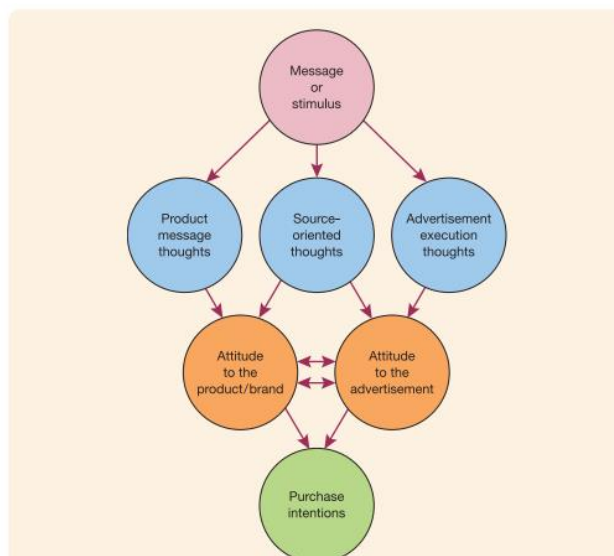 Message
or
stimulus
Product
message
thoughts
Source-
oriented
thoughts
Advertisement
execution
thoughts
Attitude
to the
product/brand
Attitude
to the
advertisement
Purchase
intentions